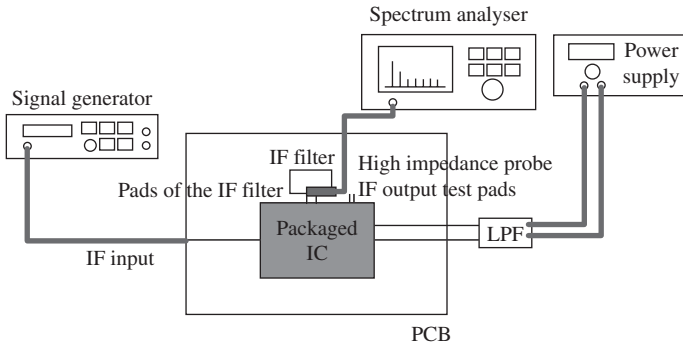 Spectrum analyser
Power
supply
Signal generator
IF filter
High impedance probe
Pads of the IF filter
IF output test pads
Packaged
IC
LPF
IF input
PCB